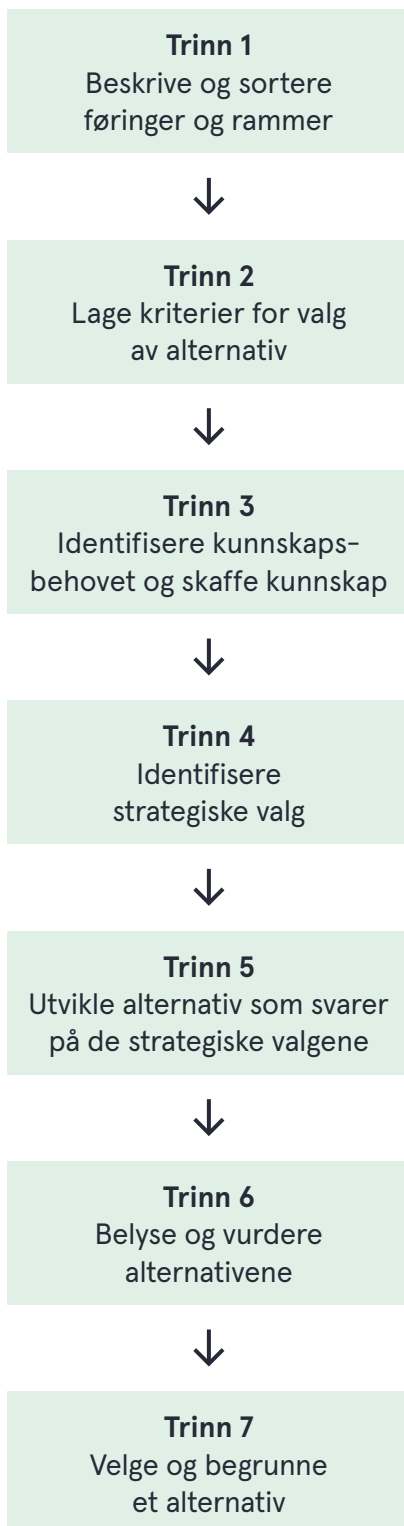 Trinn 1
Beskrive og sortere
føringer og rammer
Trinn 2
Lage kriterier for valg
av alternativ
Trinn 3
Identifisere kunnskaps-
behovet og skaffe kunnskap
Trinn 4
Identifisere
strategiske valg
Trinn 5
Utvikle alternativ som svarer
på de strategiske valgene
Trinn 6
Belyse og vurdere
alternativene
Trinn 7
Velge og begrunne
et alternativ